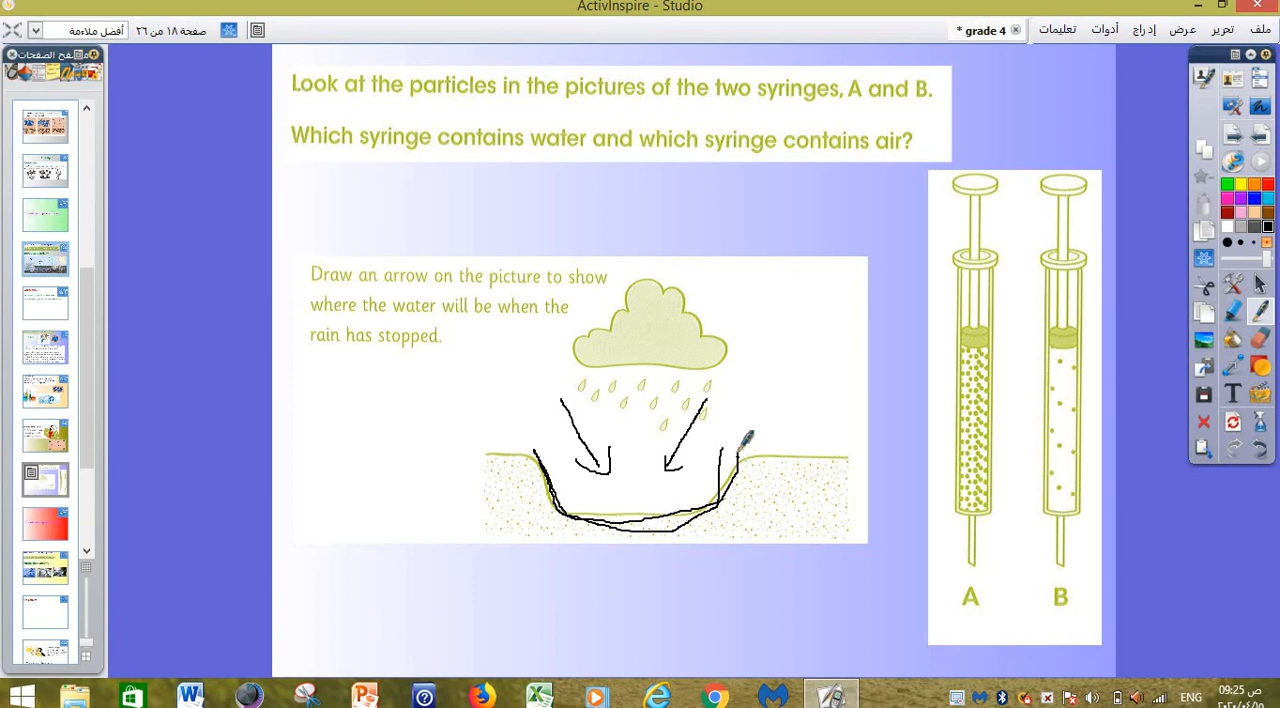 ActivInspire - Studio
أفضل ملاءمة
صفحة ١٨ من ٢٦
grade 4 *
ملف تحرير عرض إدراج أدوات تعليمات
Look at the particles in the pictures of the two syringes, A and B.
Which syringe contains water and which syringe contains air?
Draw an arrow on the picture to show
where the water will be when the
rain has stopped.
A B
T
ENG
09:25 ص